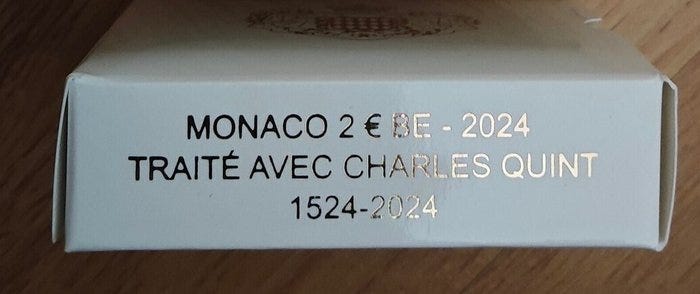 MONACO 2 € BE - 2024
TRAITÉ AVEC CHARLES QUINT
1524-2024